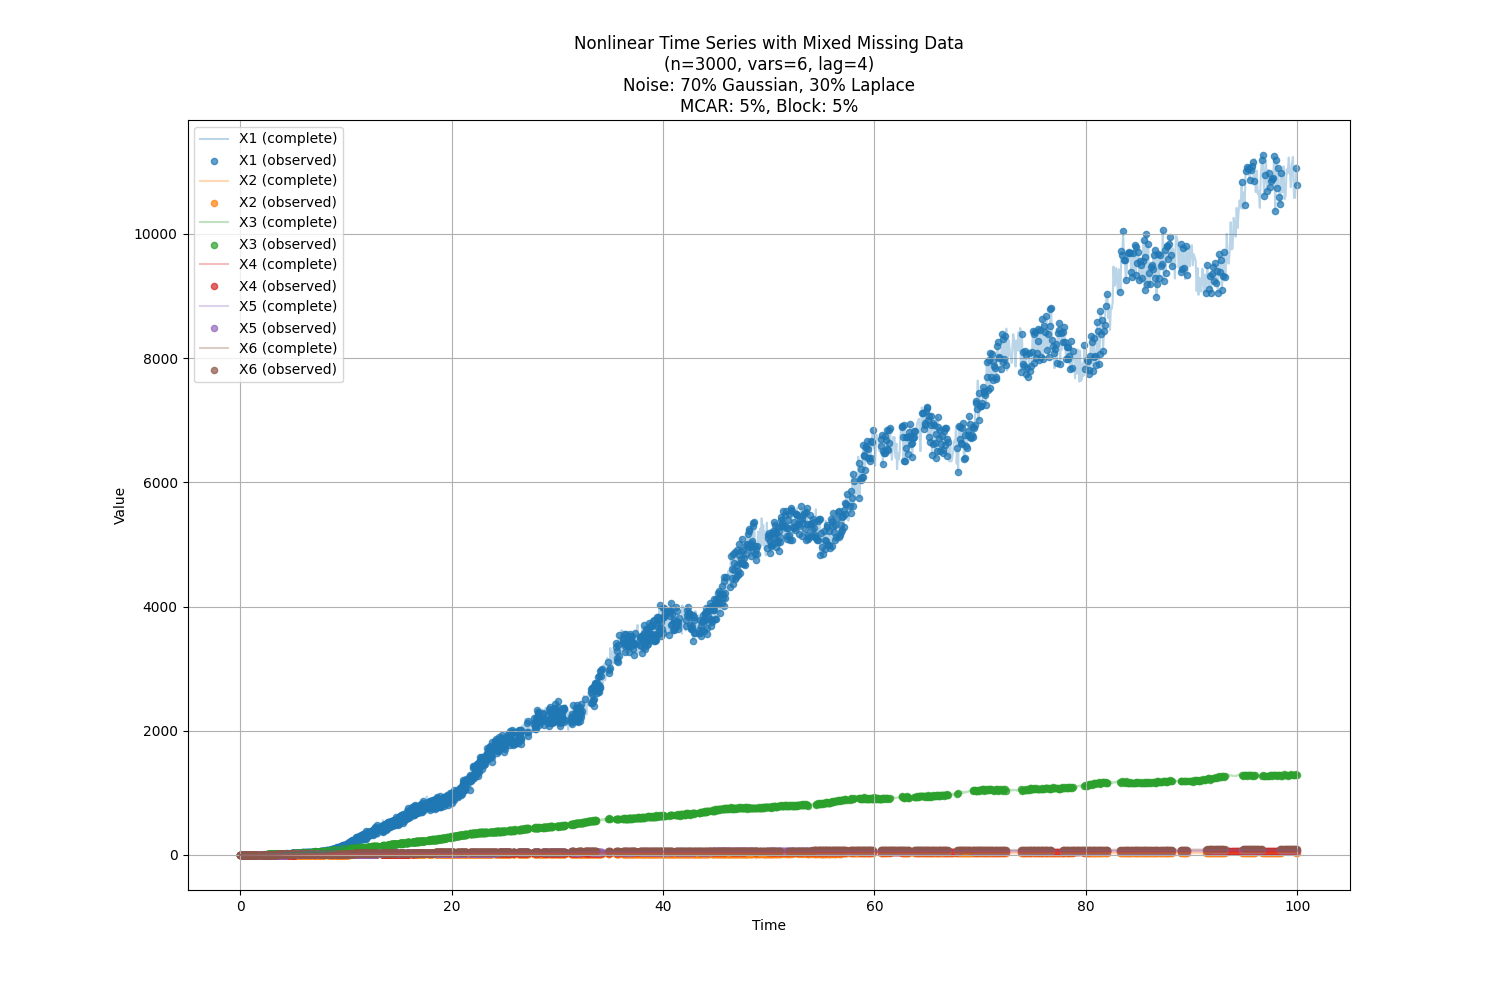 Nonlinear Time Series with Mixed Missing Data
(n=3000, vars=6, lag=4)
Noise: 70% Gaussian, 30% Laplace
MCAR: 5%, Block: 5%
X1 (complete)
X1 (observed)
X2 (complete)
X2 (observed)
X3 (complete)
X3 (observed)
X4 (complete)
X4 (observed)
X5 (complete)
X5 (observed)
X6 (complete)
X6 (observed)
10000
8000
6000
4000
2000
0
Value
0 20 40 60 80 100
Time